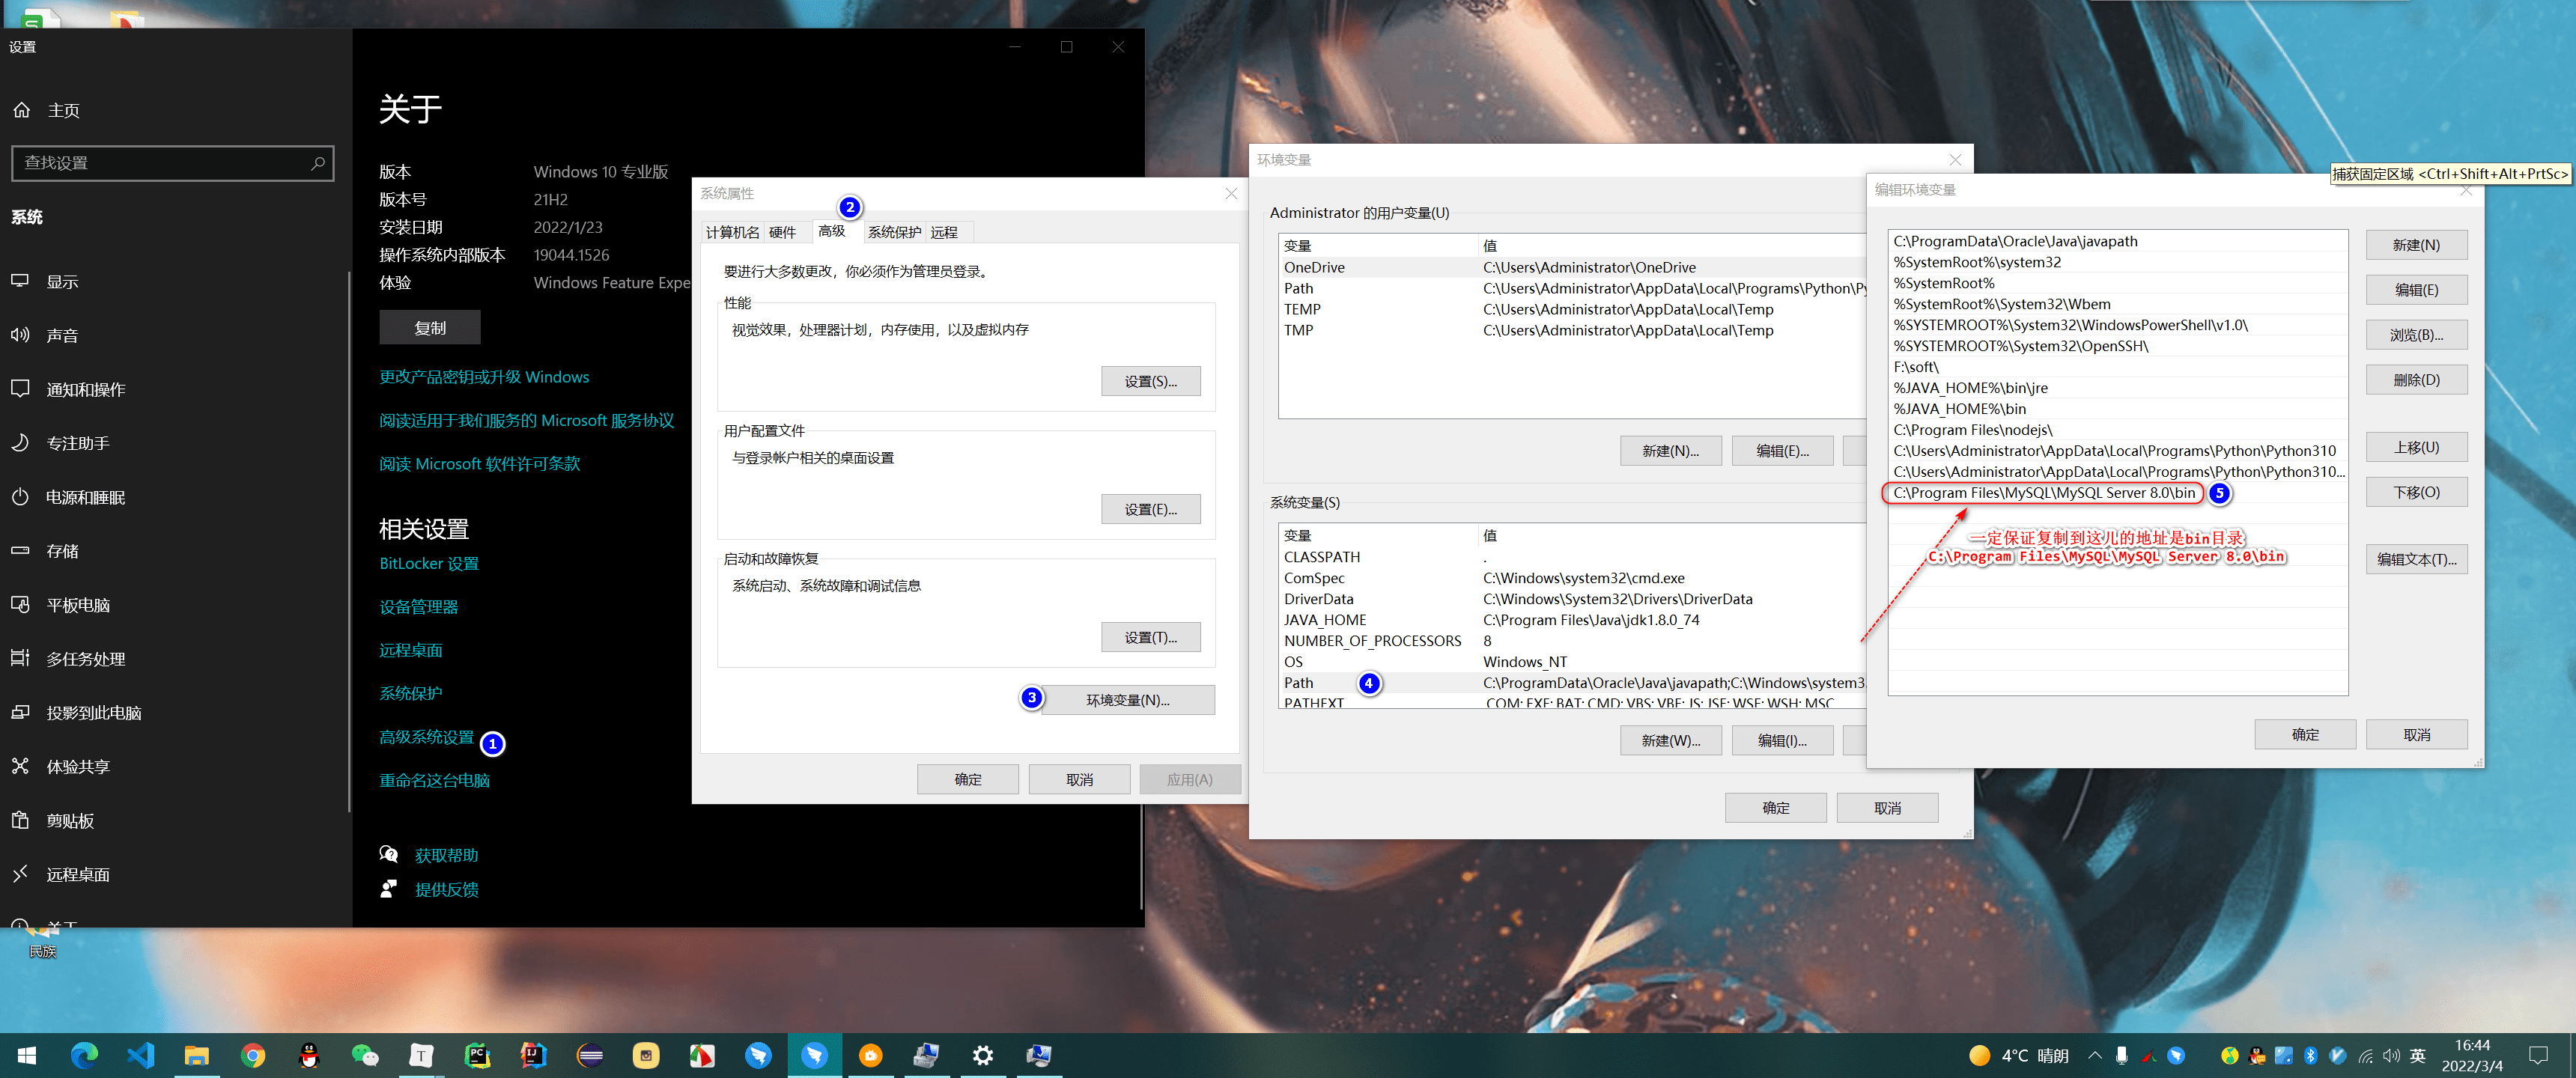 设置
主页
查找设置
系统
显示
声音
通知和操作
专注助手
电源和睡眠
存储
平板电脑
多任务处理
投影到此电脑
体验共享
剪贴板
远程桌面
关于
民族
关于
版本 Windows 10 专业版
版本号 21H2
安装日期 2022/1/23
操作系统内部版本 19044.1526
体验 Windows Feature Expe
复制
更改产品密钥或升级 Windows
阅读适用于我们服务的 Microsoft 服务协议
阅读 Microsoft 软件许可条款
相关设置
BitLocker 设置
设备管理器
远程桌面
系统保护
高级系统设置 1
重命名这台电脑
获取帮助
提供反馈
系统属性
2
计算机名 硬件 高级 系统保护 远程
要进行大多数更改，你必须作为管理员登录。
性能
视觉效果，处理器计划，内存使用，以及虚拟内存
设置(S)...
用户配置文件
与登录帐户相关的桌面设置
设置(E)...
启动和故障恢复
系统启动、系统故障和调试信息
设置(T)...
3 环境变量(N)...
确定 取消 应用(A)
环境变量
Administrator 的用户变量(U)
变量 值
OneDrive C:\Users\Administrator\OneDrive
Path C:\Users\Administrator\AppData\Local\Programs\Python\Py
TEMP C:\Users\Administrator\AppData\Local\Temp
TMP C:\Users\Administrator\AppData\Local\Temp
新建(N)... 编辑(E)...
系统变量(S)
变量 值
CLASSPATH .
ComSpec C:\Windows\system32\cmd.exe
DriverData C:\Windows\System32\Drivers\DriverData
JAVA_HOME C:\Program Files\Java\jdk1.8.0_74
NUMBER_OF_PROCESSORS 8
OS Windows_NT
Path 4 C:\ProgramData\Oracle\Java\javapath;C:\Windows\system3
PATHEXT .COM;.EXE;.BAT;.CMD;.VBS;.VBE;.JS;.JSE;.WSF;.WSH;.MSC
新建(W)... 编辑(I)...
确定 取消
捕获固定区域 <Ctrl+Shift+Alt+PrtSc>
编辑环境变量
C:\ProgramData\Oracle\Java\javapath
%SystemRoot%\system32
%SystemRoot%
%SystemRoot%\System32\Wbem
%SYSTEMROOT%\System32\WindowsPowerShell\v1.0\
%SYSTEMROOT%\System32\OpenSSH\
F:\soft\
%JAVA_HOME%\bin\jre
%JAVA_HOME%\bin
C:\Program Files\nodejs\
C:\Users\Administrator\AppData\Local\Programs\Python\Python310
C:\Users\Administrator\AppData\Local\Programs\Python\Python310...
C:\Program Files\MySQL\MySQL Server 8.0\bin 5
一定保证复制到这儿的地址是bin目录
C:\Program Files\MySQL\MySQL Server 8.0\bin
新建(N)
编辑(E)
浏览(B)...
删除(D)
上移(U)
下移(O)
编辑文本(T)...
确定 取消
4°C 晴朗
英
16:44
2022/3/4